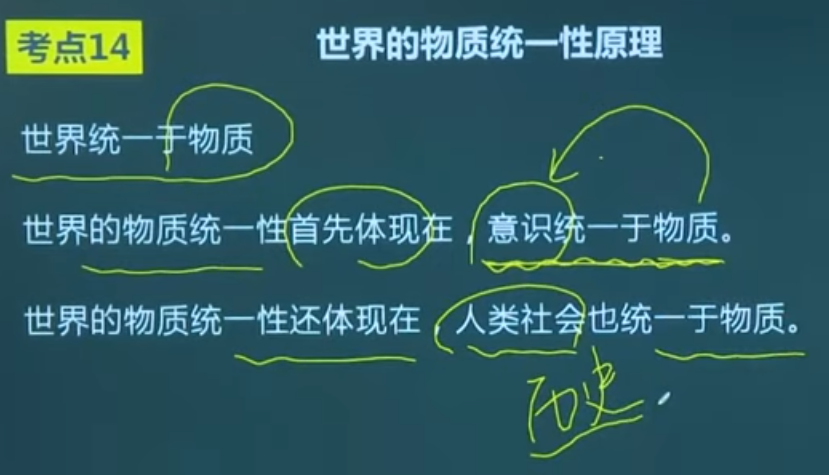 考点14
世界的物质统一性原理
世界统一于物质
世界的物质统一性首先体现在，意识统一于物质。
世界的物质统一性还体现在，人类社会也统一于物质。
历史